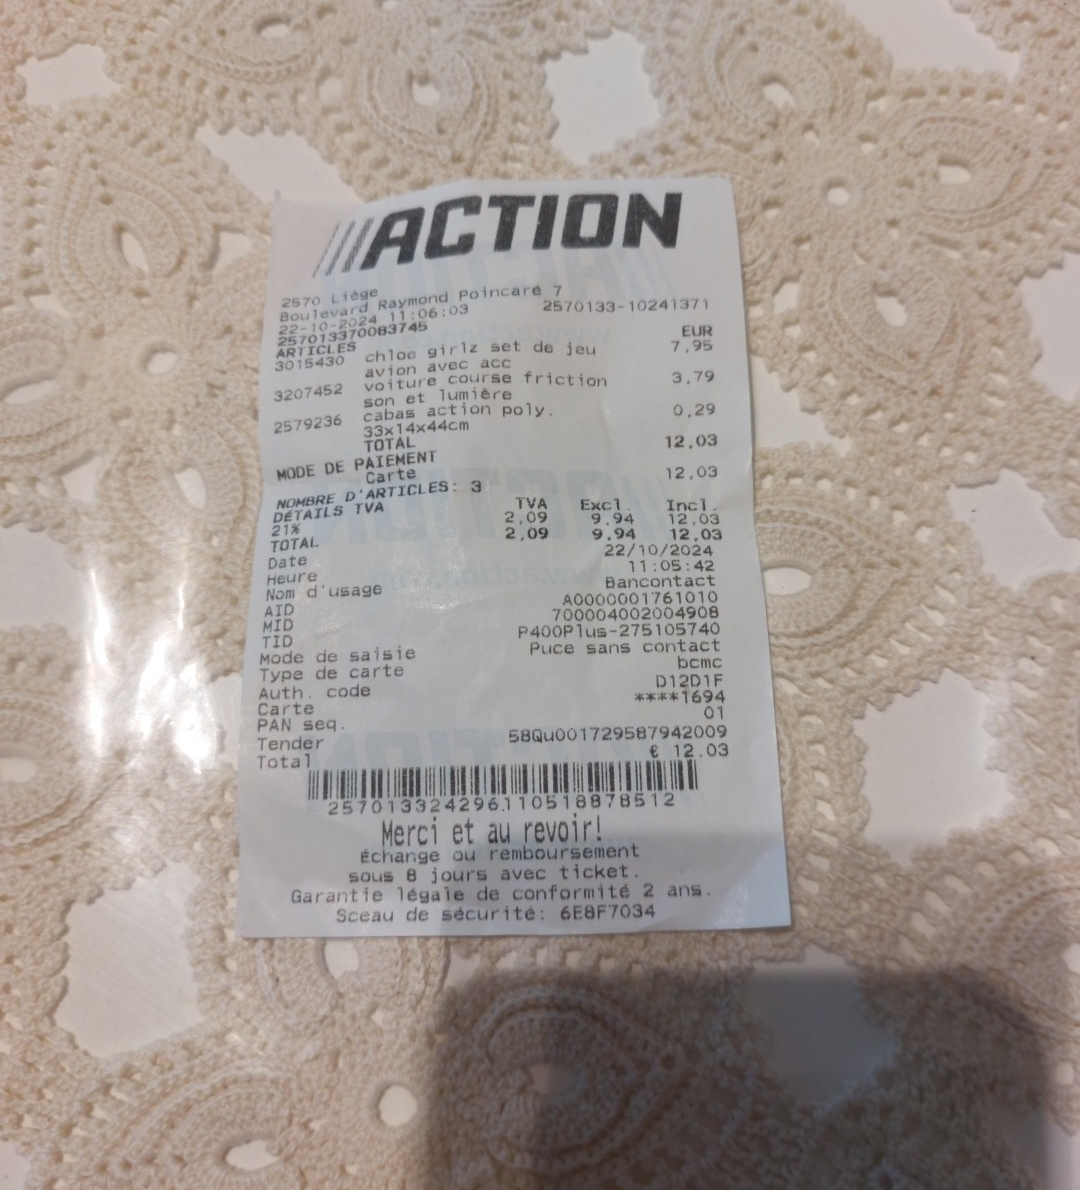 ACTION
2570 Liège
Boulevard Raymond Poincaré 7
22-10-2024 11:06:03 2570133-10241371
257013370083745
ARTICLES EUR
3015430 chloe girlz set de jeu 7,95
avion avec acc
3207452 voiture course friction 3,79
son et lumière
2579236 cabas action poly. 0,29
33x14x44cm
TOTAL 12,03
MODE DE PAIEMENT
Carte 12,03
NOMBRE D'ARTICLES: 3
DÉTAILS TVA TVA Excl. Incl.
21% 2,09 9,94 12,03
TOTAL 2,09 9,94 12,03
Date 22/10/2024
Heure 11:05:42
Nom d'usage Bancontact
AID A0000001761010
MID 700004002004908
TID P400Plus-275105740
Mode de saisie Puce sans contact
Type de carte bcmc
Auth. code D12D1F
Carte ****1694
PAN seq. 01
Tender 58Qu001729587942009
Total € 12.03
257013324296110518878512
Merci et au revoir!
Échange ou remboursement
sous 8 jours avec ticket.
Garantie légale de conformité 2 ans.
Sceau de sécurité: 6E8F7034